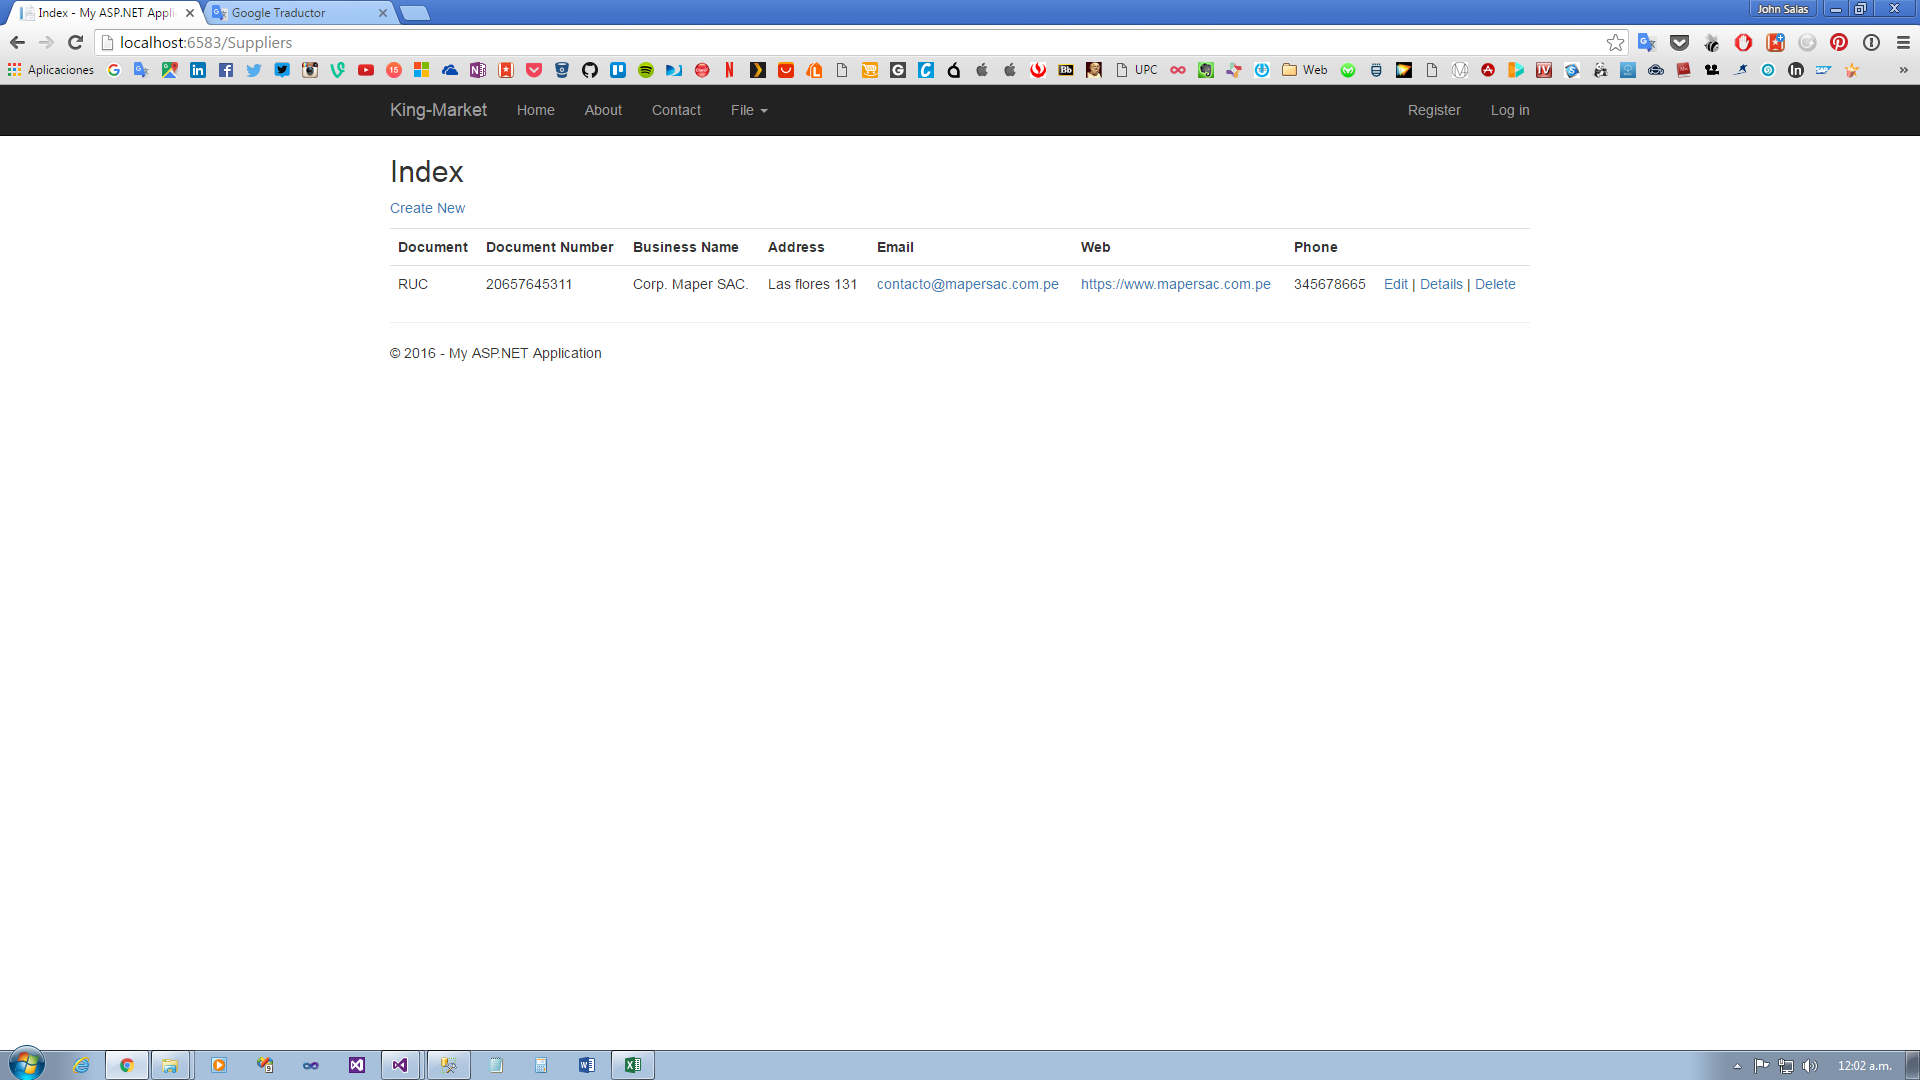 Index - My ASP.NET Appli
Google Traductor
John Salas
localhost:6583/Suppliers
Aplicaciones
UPC
Web
King-Market Home About Contact File Register Log in
Index
Create New
Document Document Number Business Name Address Email Web Phone
RUC 20657645311 Corp. Maper SAC. Las flores 131 contacto@mapersac.com.pe https://www.mapersac.com.pe 345678665 Edit | Details | Delete
© 2016 - My ASP.NET Application
12:02 a.m.